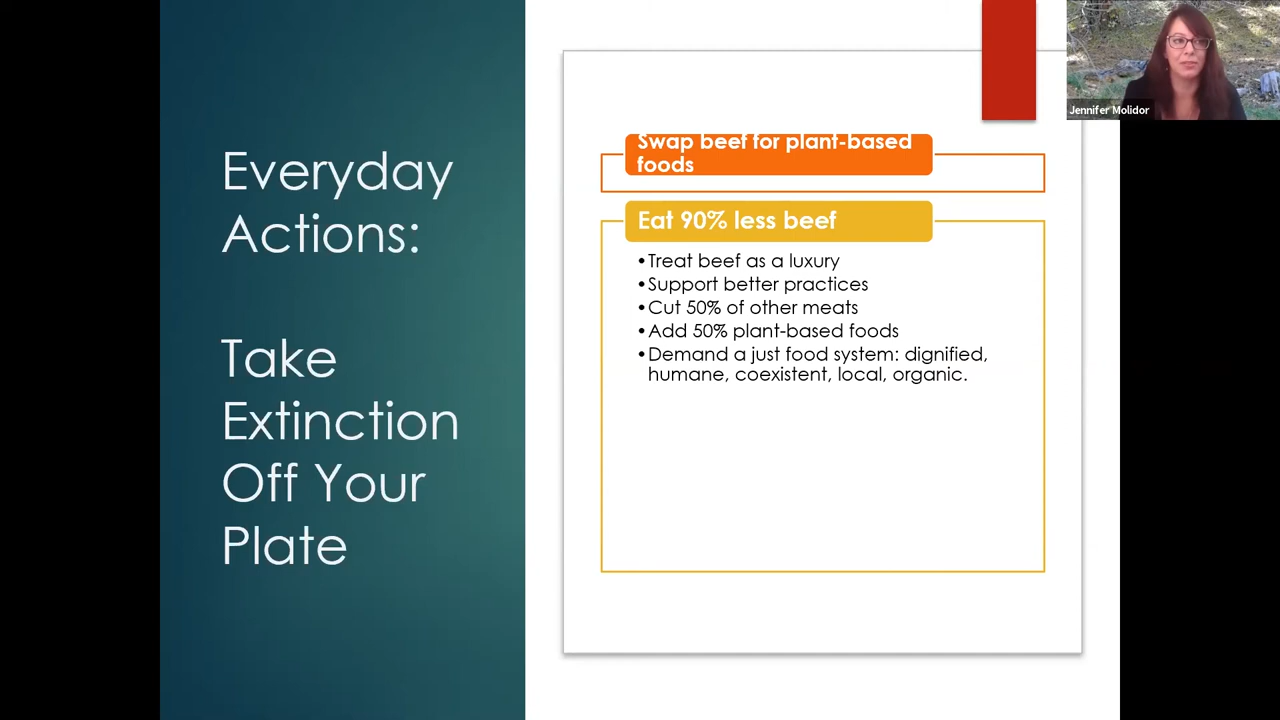 Everyday
Actions:
Take
Extinction
Off Your
Plate
Swap beef for plant-based
foods
Eat 90% less beef
•Treat beef as a luxury
•Support better practices
•Cut 50% of other meats
•Add 50% plant-based foods
•Demand a just food system: dignified,
humane, coexistent, local, organic.
Jennifer Molidor